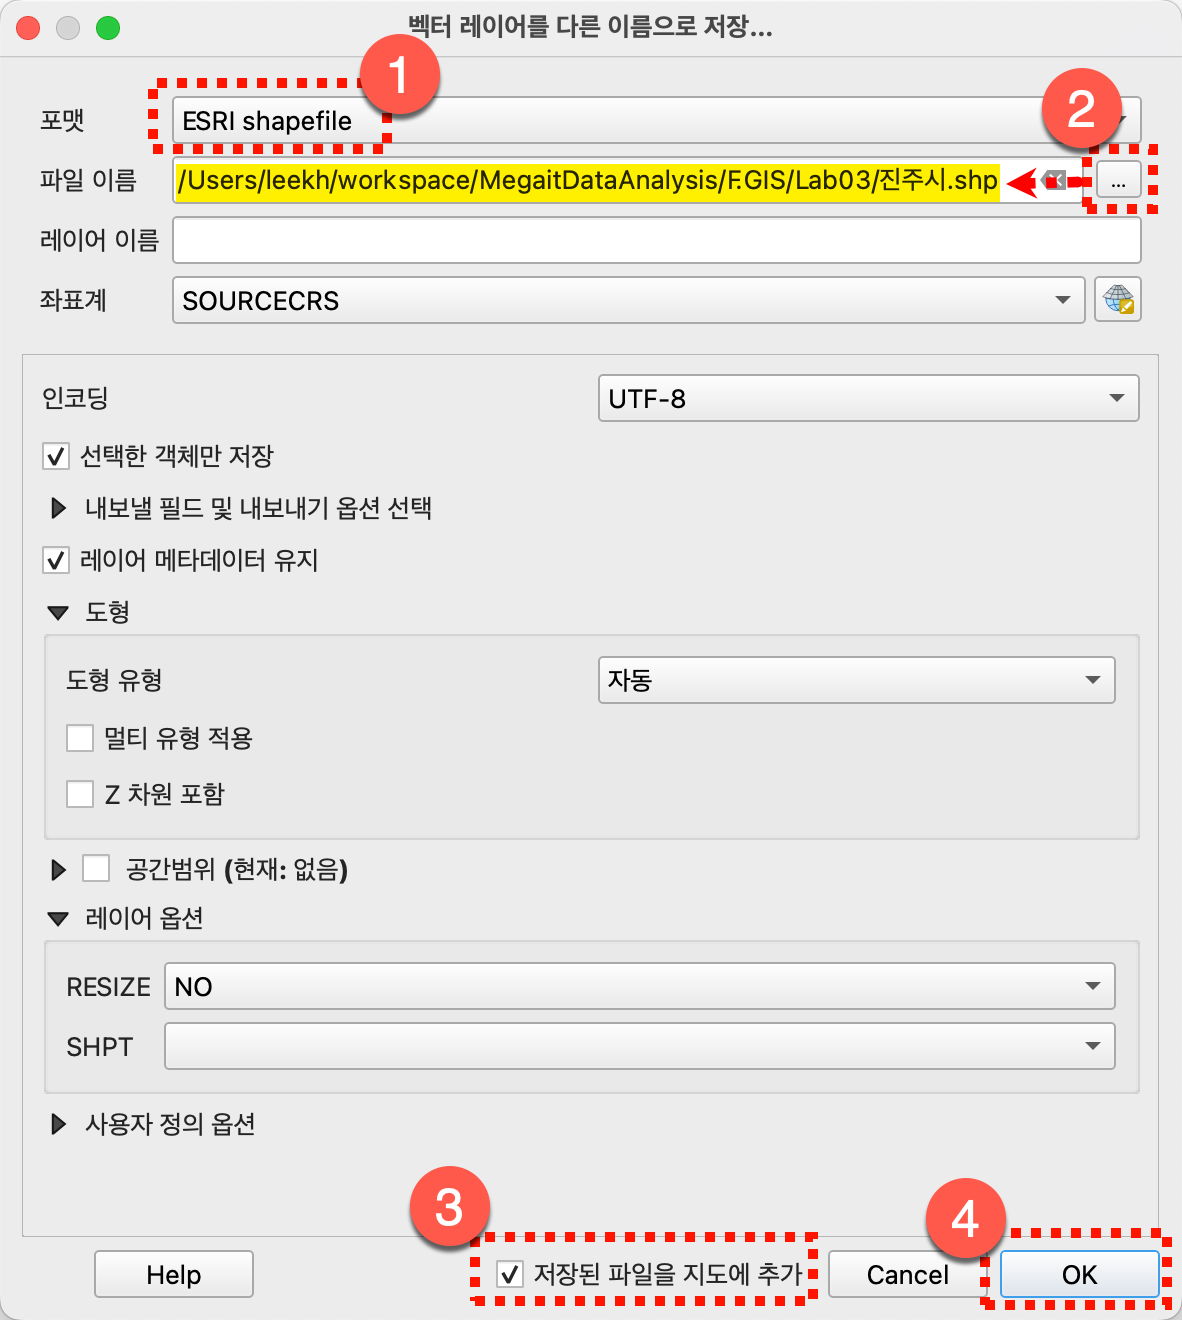 벡터 레이어를 다른 이름으로 저장...
1
포맷 ESRI shapefile
2
파일 이름 /Users/leekh/workspace/MegaitDataAnalysis/F.GIS/Lab03/진주시.shp ...
레이어 이름
좌표계 SOURCECRS
인코딩 UTF-8
선택한 객체만 저장
내보낼 필드 및 내보내기 옵션 선택
레이어 메타데이터 유지
도형
도형 유형 자동
멀티 유형 적용
Z 차원 포함
공간범위 (현재: 없음)
레이어 옵션
RESIZE NO
SHPT
사용자 정의 옵션
3
4
Help 저장된 파일을 지도에 추가 Cancel OK